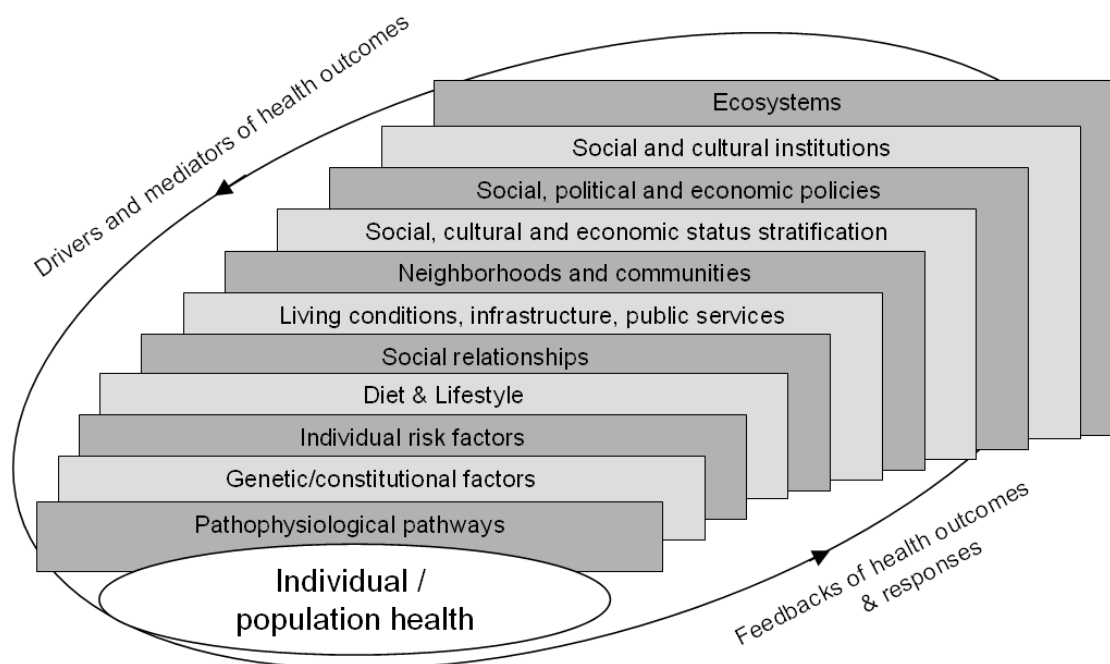 Drivers and mediators of health outcomes
Ecosystems
Social and cultural institutions
Social, political and economic policies
Social, cultural and economic status stratification
Neighborhoods and communities
Living conditions, infrastructure, public services
Social relationships
Diet & Lifestyle
Individual risk factors
Genetic/constitutional factors
Pathophysiological pathways
Individual /
population health
Feedbacks of health outcomes
& responses